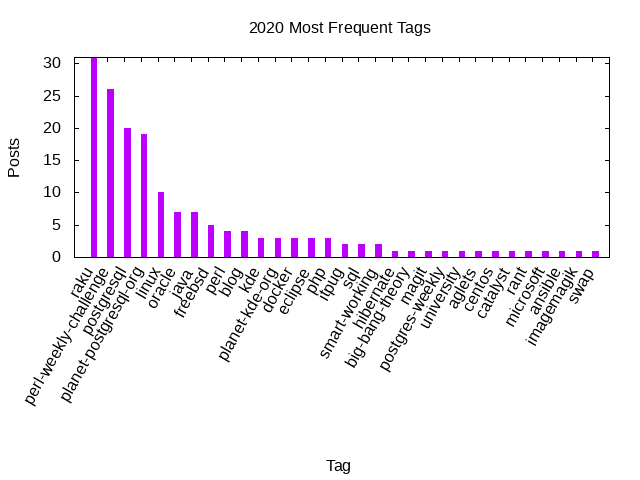 2020 Most Frequent Tags
Posts
30
25
20
15
10
5
0
raku
perl-weekly-challenge
postgresql
planet-postgresql-org
linux
oracle
java
freebsd
perl
blog
kde
planet-kde-org
docker
eclipse
php
itpug
sql
smart-working
hibernate
big-bang-theory
magit
postgres-weekly
university
aglets
centos
catalyst
rant
microsoft
ansible
imagemagik
swap
Tag